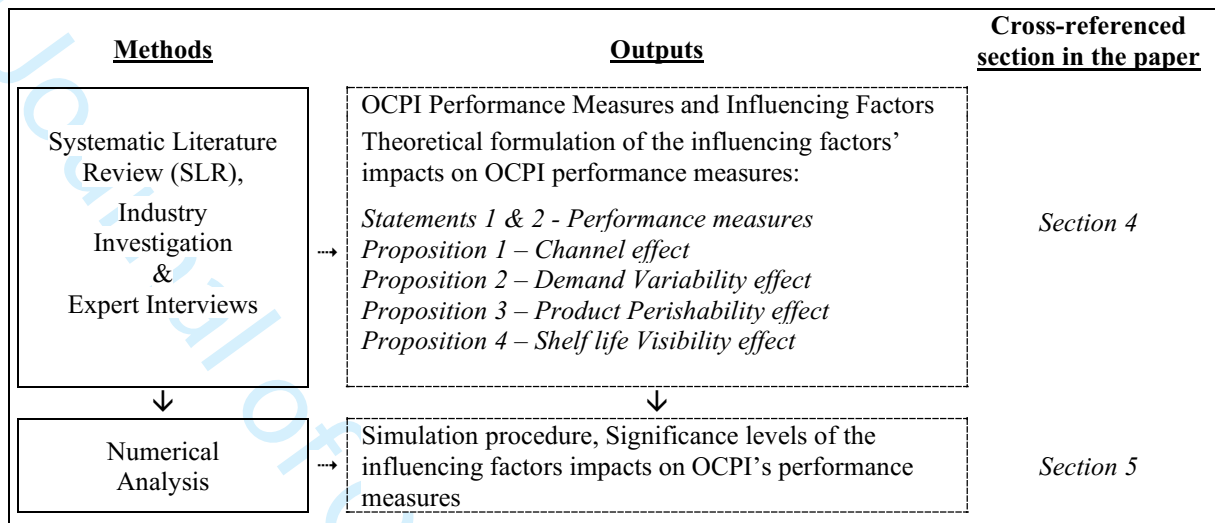 Methods
Outputs
Cross-referenced
section in the paper
Systematic Literature
Review (SLR),
Industry
Investigation
&
Expert Interviews
OCPI Performance Measures and Influencing Factors
Theoretical formulation of the influencing factors'
impacts on OCPI performance measures:
Statements 1 & 2 - Performance measures
Proposition 1 – Channel effect
Proposition 2 – Demand Variability effect
Proposition 3 – Product Perishability effect
Proposition 4 – Shelf life Visibility effect
Section 4
Numerical
Analysis
Simulation procedure, Significance levels of the
influencing factors impacts on OCPI's performance
measures
Section 5